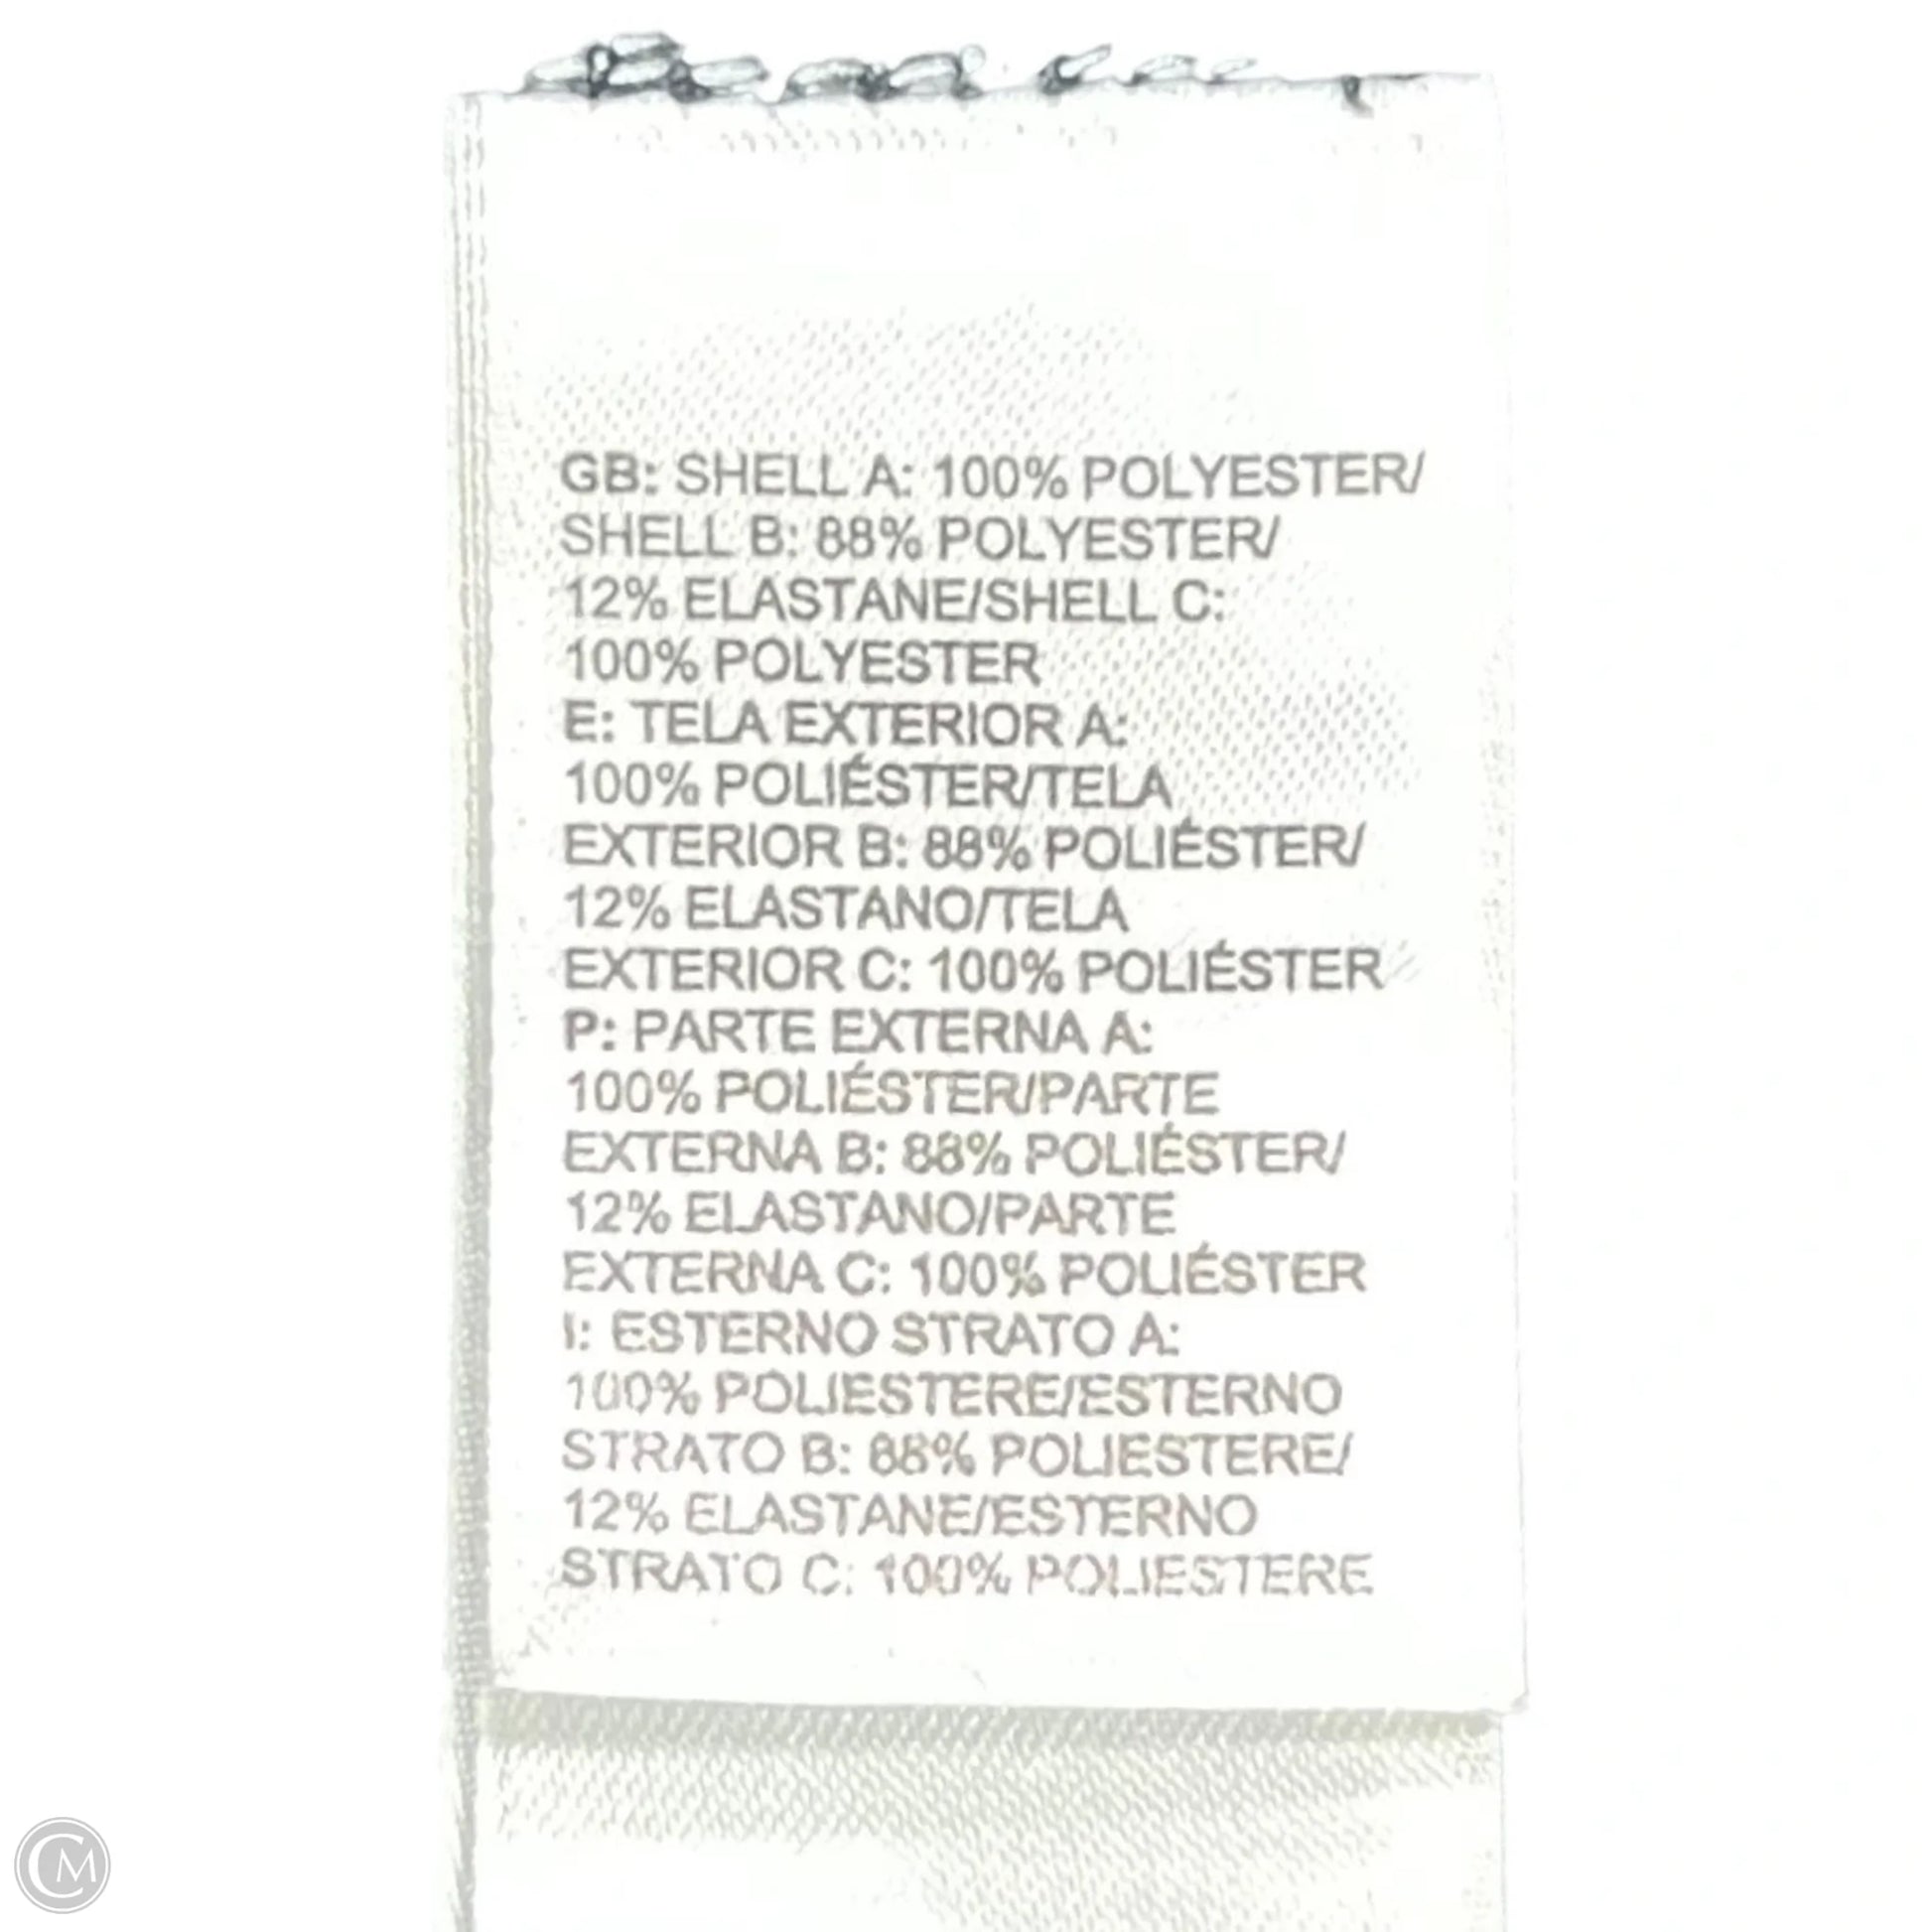 GB: SHELL A: 100% POLYESTER/
SHELL B: 88% POLYESTER/
12% ELASTANE/SHELL C:
100% POLYESTER
E: TELA EXTERIOR A:
100% POLIÉSTER/TELA
EXTERIOR B: 88% POLIÉSTER/
12% ELASTANO/TELA
EXTERIOR C: 100% POLIÉSTER
P: PARTE EXTERNA A:
100% POLIÉSTER/PARTE
EXTERNA B: 88% POLIÉSTER/
12% ELASTANO/PARTE
EXTERNA C: 100% POLIÉSTER
I: ESTERNO STRATO A:
100% POLIESTERE/ESTERNO
STRATO B: 88% POLIESTERE/
12% ELASTANE/ESTERNO
STRATO C: 100% POLIESTERE
CM